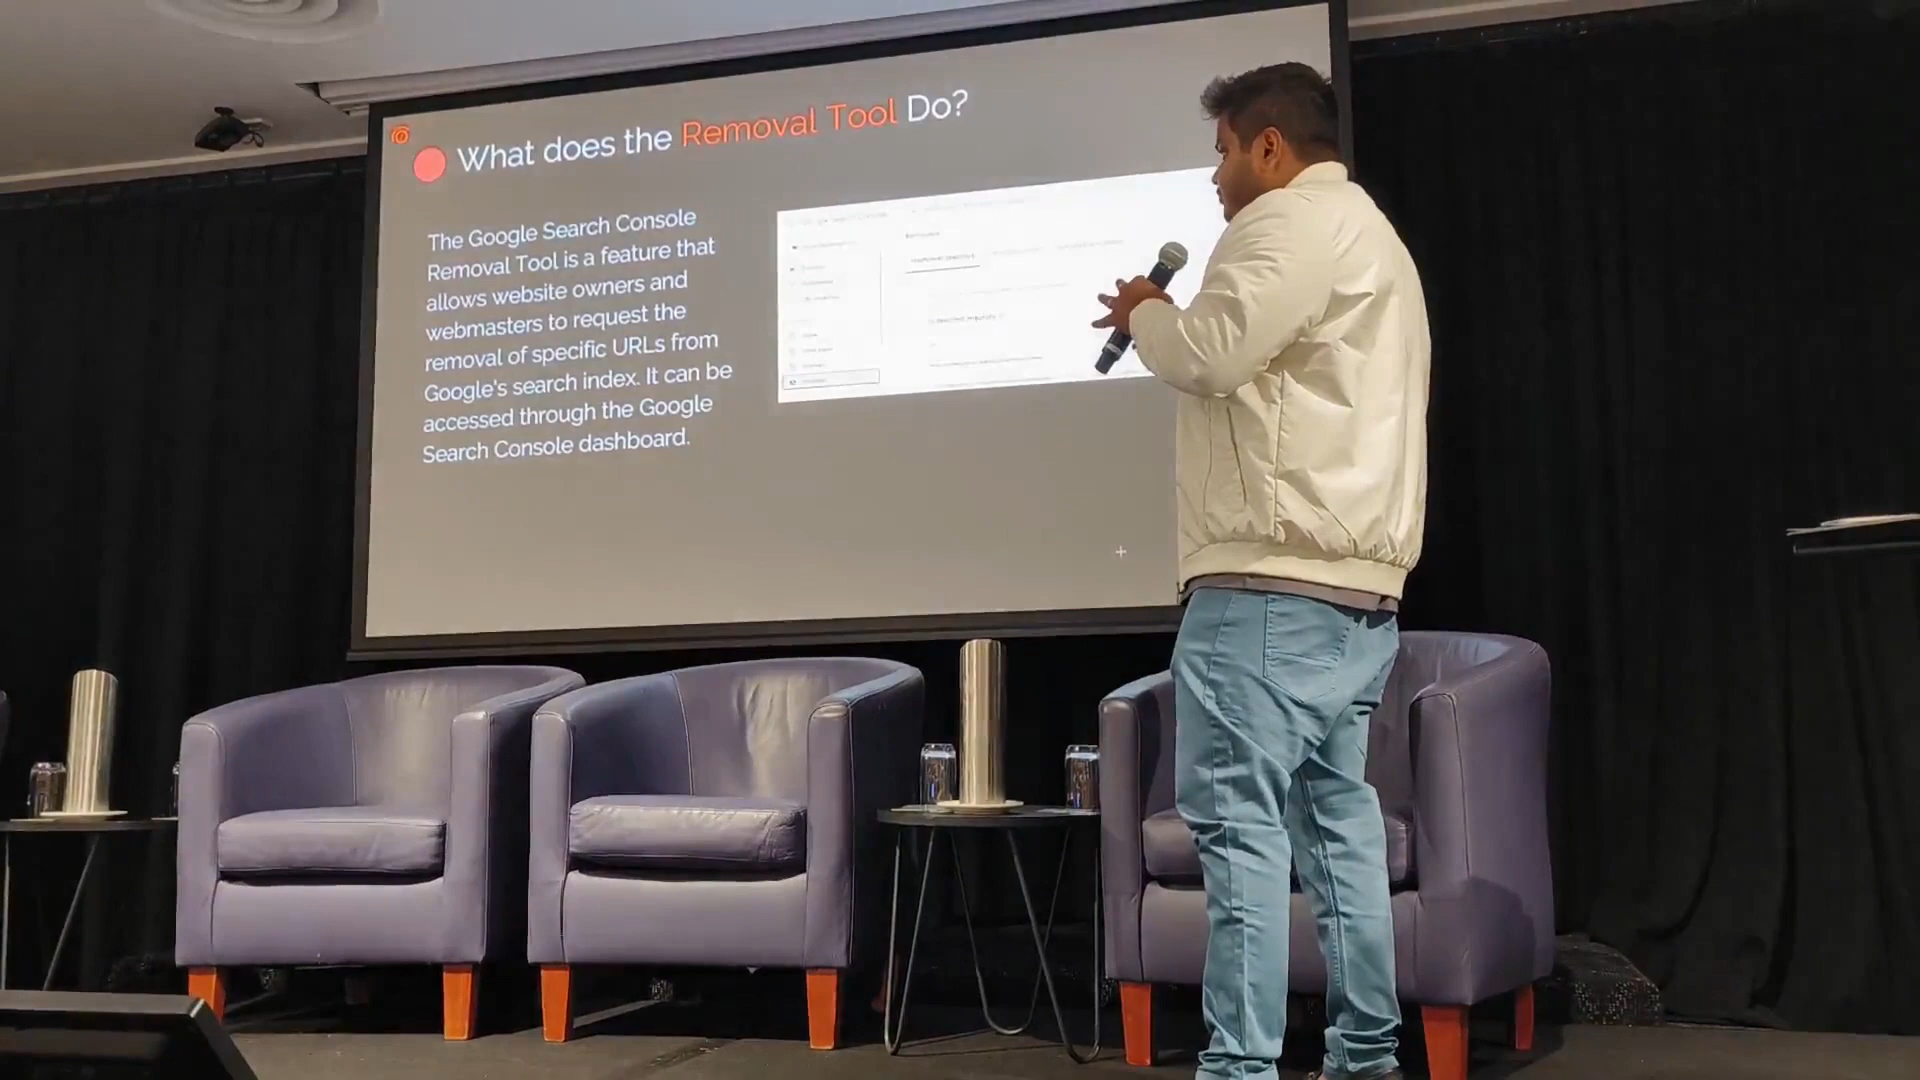 What does the Removal Tool Do?
The Google Search Console
Removal Tool is a feature that
allows website owners and
webmasters to request the
removal of specific URLs from
Google's search index. It can be
accessed through the Google
Search Console dashboard.